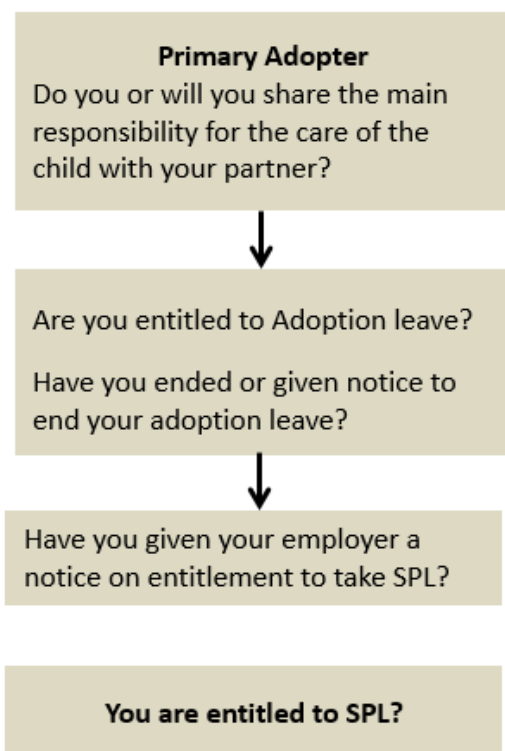 Primary Adopter
Do you or will you share the main
responsibility for the care of the
child with your partner?
Are you entitled to Adoption leave?
Have you ended or given notice to
end your adoption leave?
Have you given your employer a
notice on entitlement to take SPL?
You are entitled to SPL?